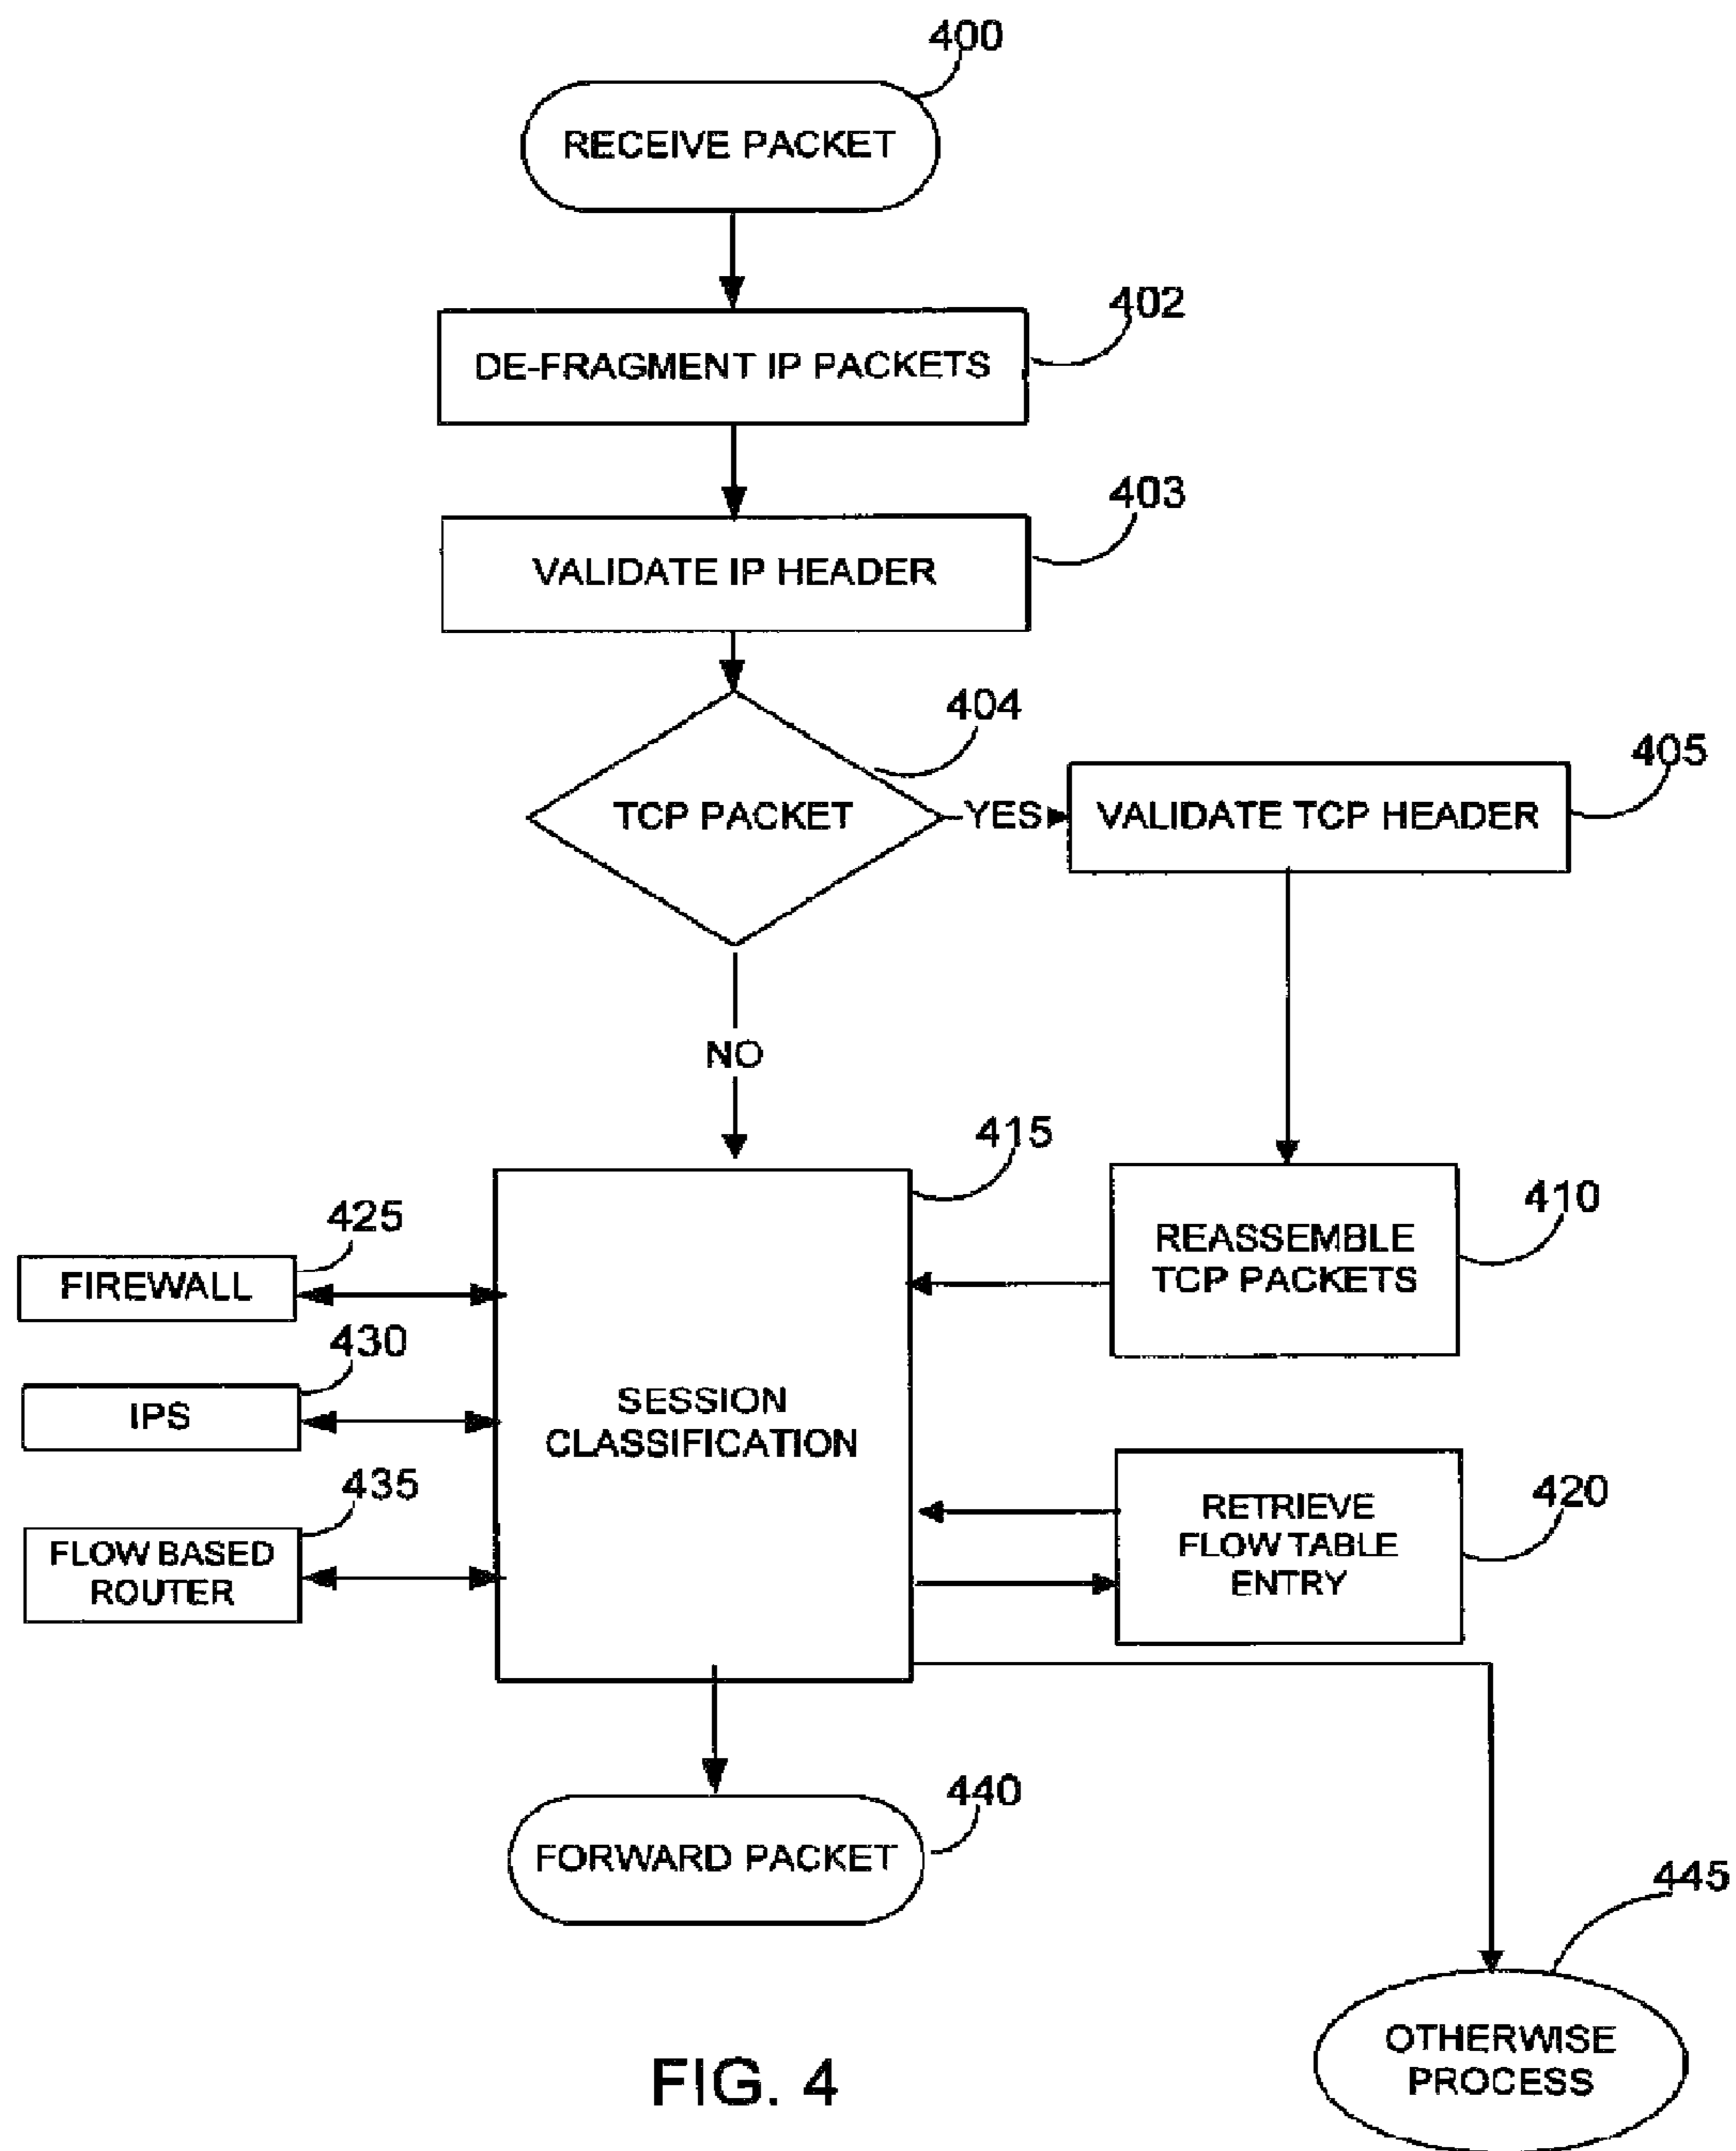 400
RECEIVE PACKET
402
DE-FRAGMENT IP PACKETS
403
VALIDATE IP HEADER
404
TCP PACKET
YES
405
VALIDATE TCP HEADER
NO
415
410
REASSEMBLE
TCP PACKETS
425
FIREWALL
430
IPS
435
FLOW BASED
ROUTER
SESSION
CLASSIFICATION
420
RETRIEVE
FLOW TABLE
ENTRY
440
FORWARD PACKET
445
OTHERWISE
PROCESS
FIG. 4